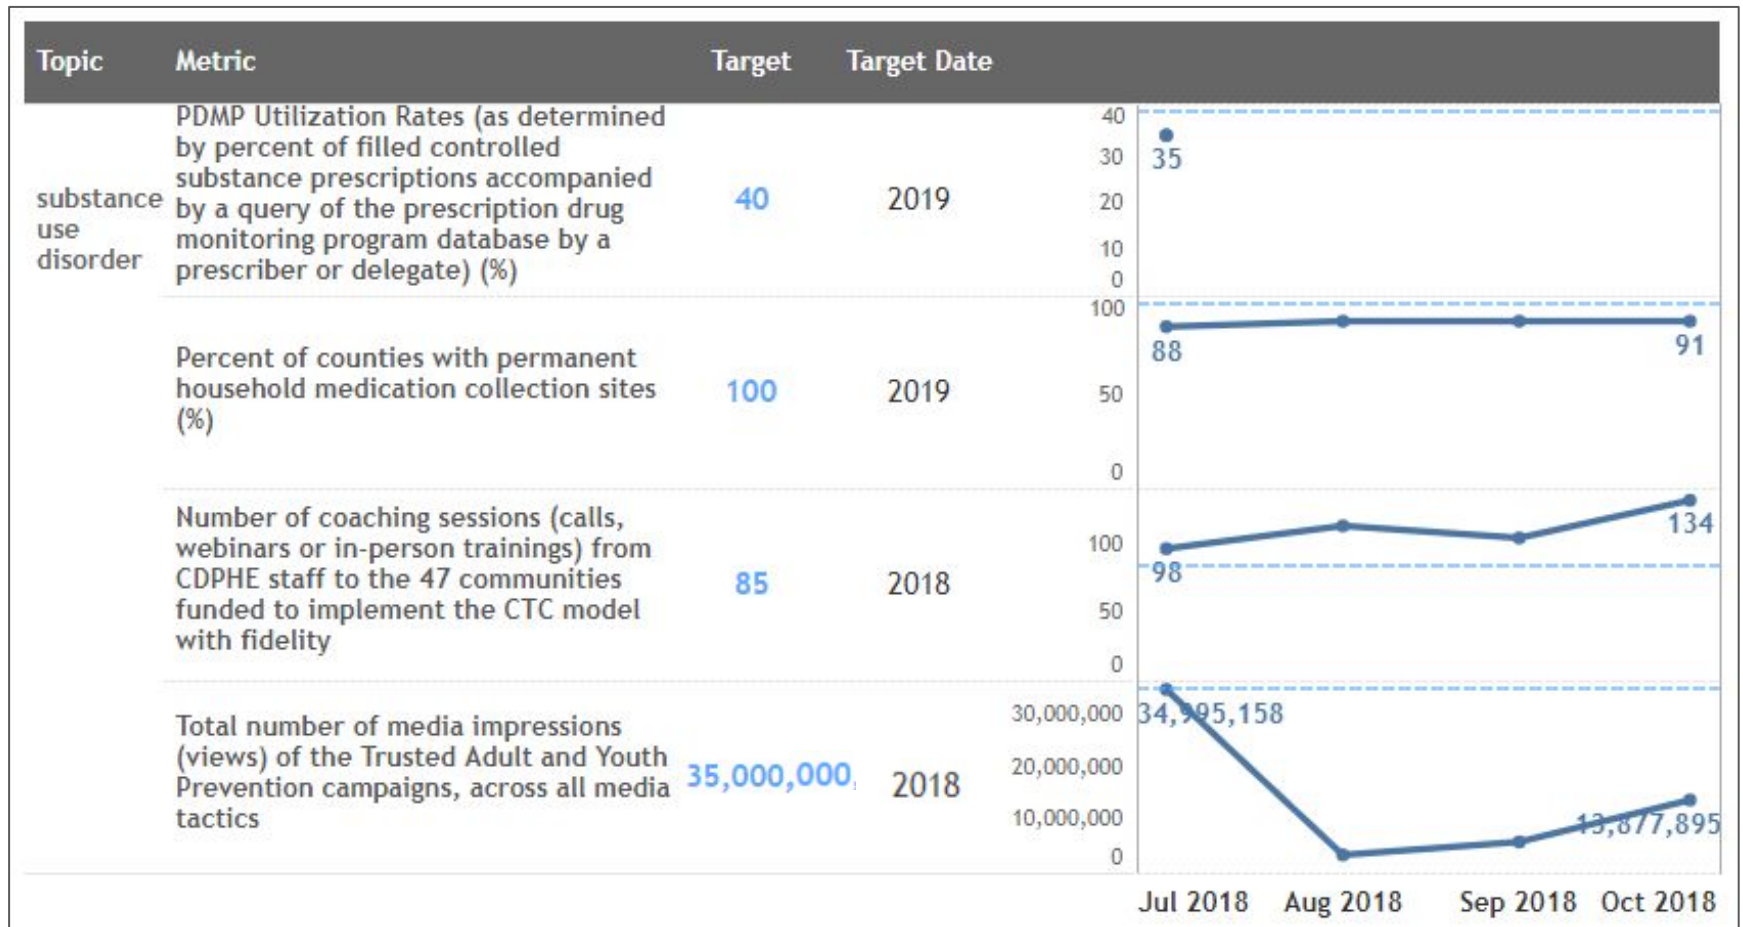 Topic Metric Target Target Date
PDMP Utilization Rates (as determined
by percent of filled controlled
substance prescriptions accompanied
by a query of the prescription drug
monitoring program database by a
prescriber or delegate) (%)
substance
use
disorder
40
2019
40
30
20
10
0
35
Percent of counties with permanent
household medication collection sites
(%)
100
2019
100
50
0
88
91
Number of coaching sessions (calls,
webinars or in-person trainings) from
CDPHE staff to the 47 communities
funded to implement the CTC model
with fidelity
85
2018
100
50
0
98
134
Total number of media impressions
(views) of the Trusted Adult and Youth
Prevention campaigns, across all media
tactics
35,000,000
2018
30,000,000
20,000,000
10,000,000
0
34,995,158
13,877,895
Jul 2018 Aug 2018 Sep 2018 Oct 2018